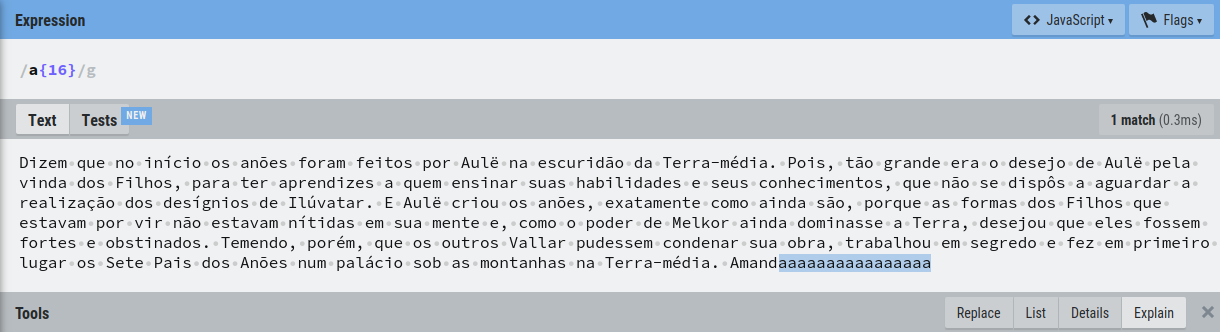 Expression
<> JavaScript ▾
Flags ▾
/a{16}/g
Text
Tests
NEW
1 match (0.3ms)
Dizem·que·no·início·os·anões·foram·feitos·por·Aulë·na·escuridão·da·Terra-média.·Pois,·tão·grande·era·o·desejo·de·Aulë·pela·
vinda·dos·Filhos,·para·ter·aprendizes·a·quem·ensinar·suas·habilidades·e·seus·conhecimentos,·que·não·se·dispôs·a·aguardar·a·
realização·dos·desígnios·de·Ilúvatar.·E·Aulë·criou·os·anões,·exatamente·como·ainda·são,·porque·as·formas·dos·Filhos·que·
estavam·por·vir·não·estavam·nítidas·em·sua·mente·e,·como·o·poder·de·Melkor·ainda·dominasse·a·Terra,·desejou·que·eles·fossem·
fortes·e·obstinados.·Temendo,·porém,·que·os·outros·Vallar·pudessem·condenar·sua·obra,·trabalhou·em·segredo·e·fez·em·primeiro·
lugar·os·Sete·Pais·dos·Anões·num·palácio·sob·as·montanhas·na·Terra-média.·Amandaaaaaaaaaaaaaaaa
Tools
Replace
List
Details
Explain
×